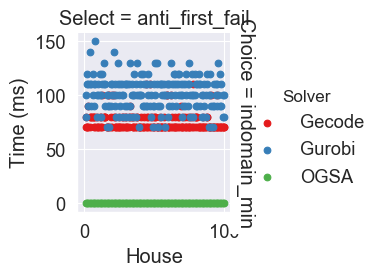 Select = anti_first_fail
Choice = indomain_min
Time (ms)
150
100
50
0
0
100
House
Solver
Gecode
Gurobi
OGSA